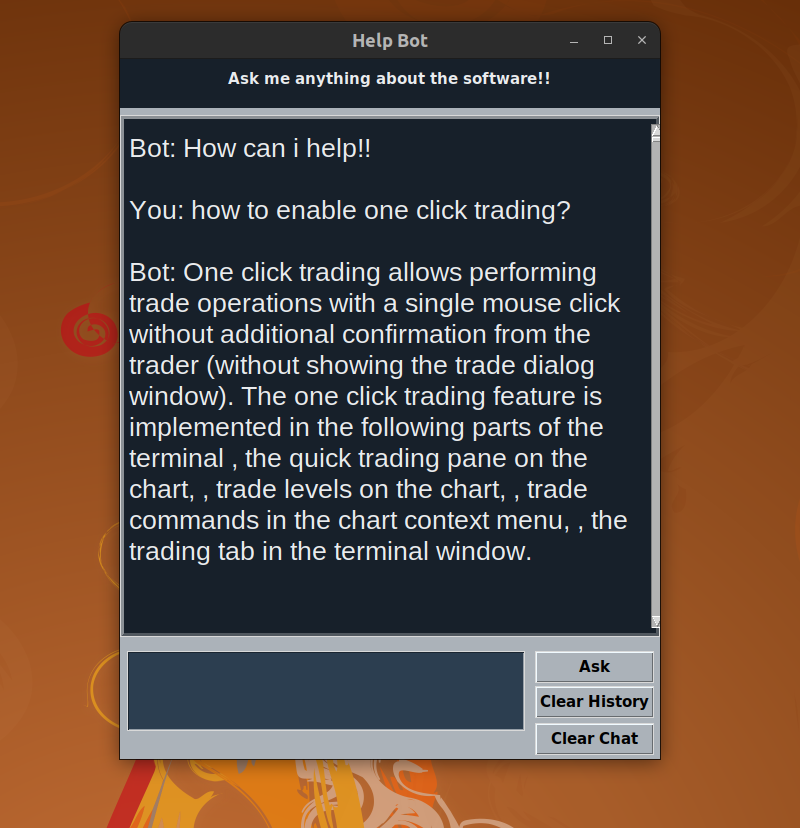 Help Bot
Ask me anything about the software!!
Bot: How can i help!!
You: how to enable one click trading?
Bot: One click trading allows performing
trade operations with a single mouse click
without additional confirmation from the
trader (without showing the trade dialog
window). The one click trading feature is
implemented in the following parts of the
terminal , the quick trading pane on the
chart, , trade levels on the chart, , trade
commands in the chart context menu, , the
trading tab in the terminal window.
Ask
Clear History
Clear Chat